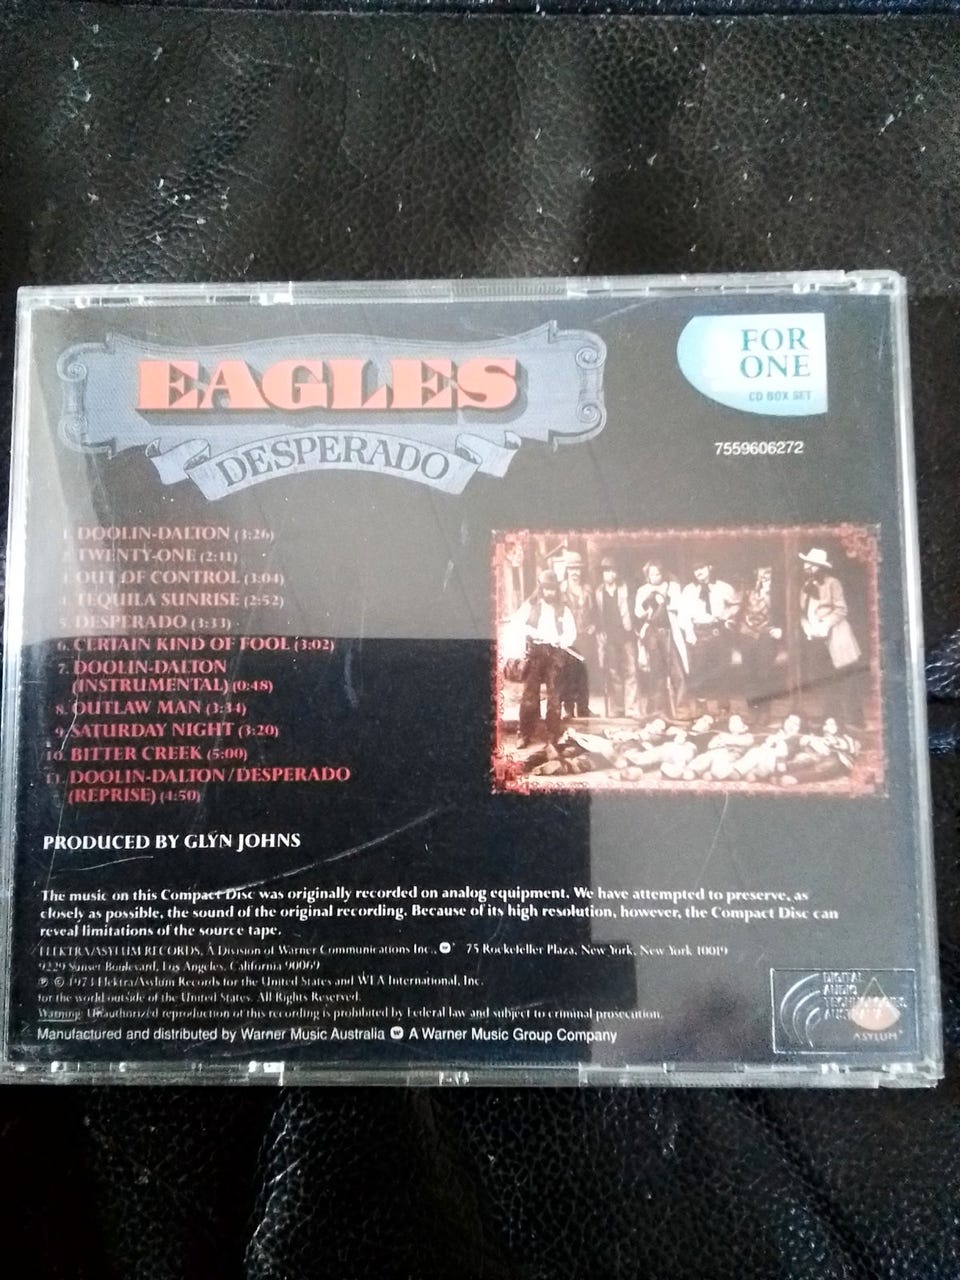 EAGLES
DESPERADO
FOR
ONE
CD BOX SET
7559606272
1. DOOLIN-DALTON (3:26)
2. TWENTY-ONE (2:11)
3. OUT OF CONTROL (3:04)
4. TEQUILA SUNRISE (2:52)
5. DESPERADO (3:33)
6. CERTAIN KIND OF FOOL (3:02)
7. DOOLIN-DALTON
(INSTRUMENTAL) (0:48)
8. OUTLAW MAN (3:34)
9. SATURDAY NIGHT (3:20)
10. BITTER CREEK (5:00)
11. DOOLIN-DALTON/DESPERADO
(REPRISE) (4:50)
PRODUCED BY GLYN JOHNS
The music on this Compact Disc was originally recorded on analog equipment. We have attempted to preserve, as
closely as possible, the sound of the original recording. Because of its high resolution, however, the Compact Disc can
reveal limitations of the source tape.
ELEKTRA/ASYLUM RECORDS, A Division of Warner Communications Inc. 75 Rockefeller Plaza, New York, New York 10019
9229 Sunset Boulevard, Los Angeles, California 90069
℗ © 1973 Elektra/Asylum Records for the United States and WEA International, Inc.
for the world outside of the United States. All Rights Reserved.
Warning: Unauthorized reproduction of this recording is prohibited by Federal law and subject to criminal prosecution.
Manufactured and distributed by Warner Music Australia A Warner Music Group Company
DIGITAL
AUDIO
TECHNOLOGIES
AUSTRALIA
ASYLUM